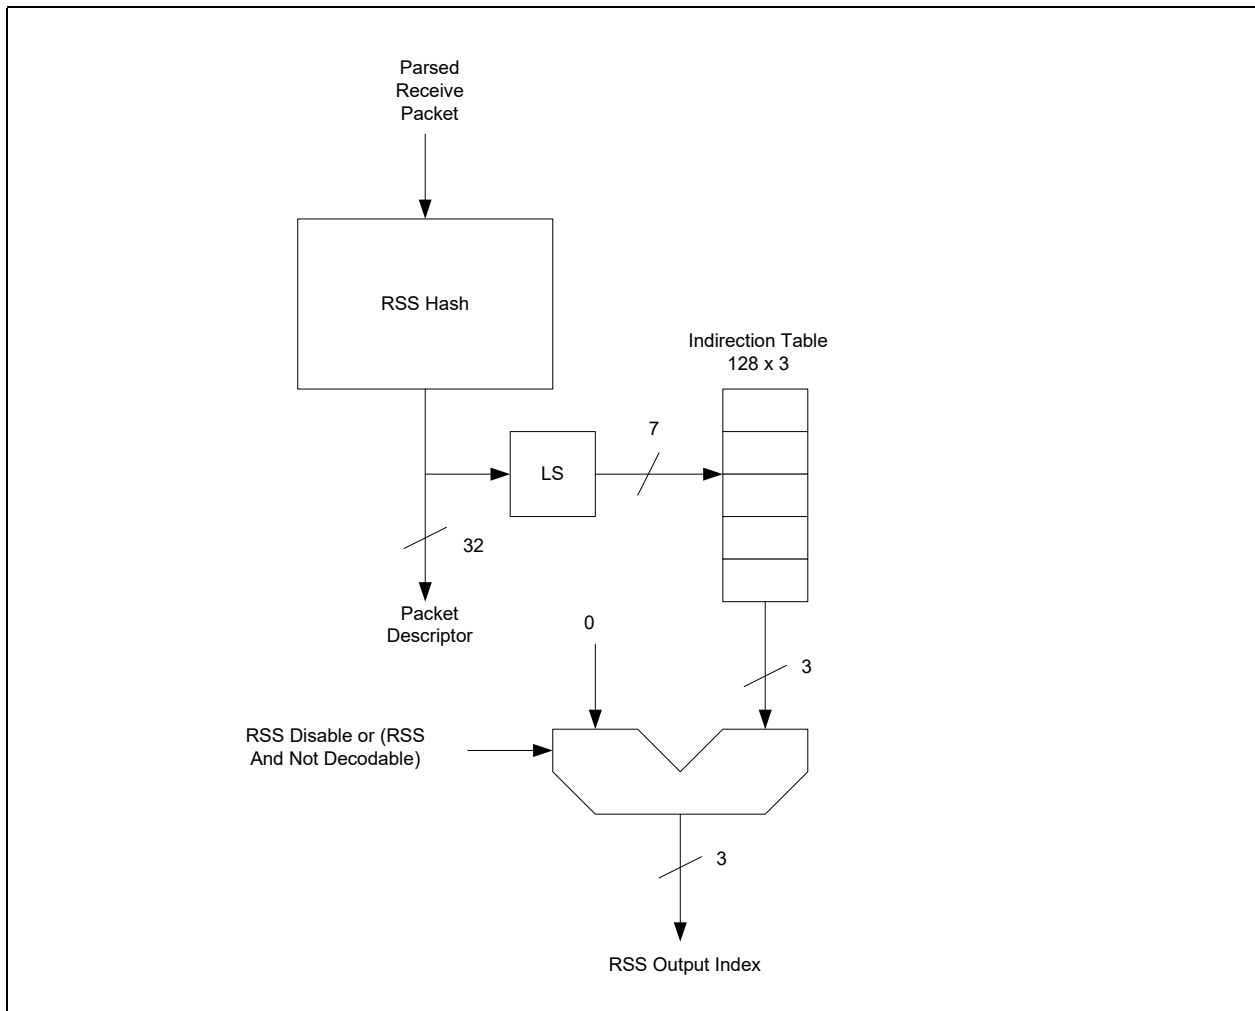 Parsed
Receive
Packet
RSS Hash
Indirection Table
128 x 3
7
LS
32
Packet
Descriptor
0
3
RSS Disable or (RSS
And Not Decodable)
3
RSS Output Index